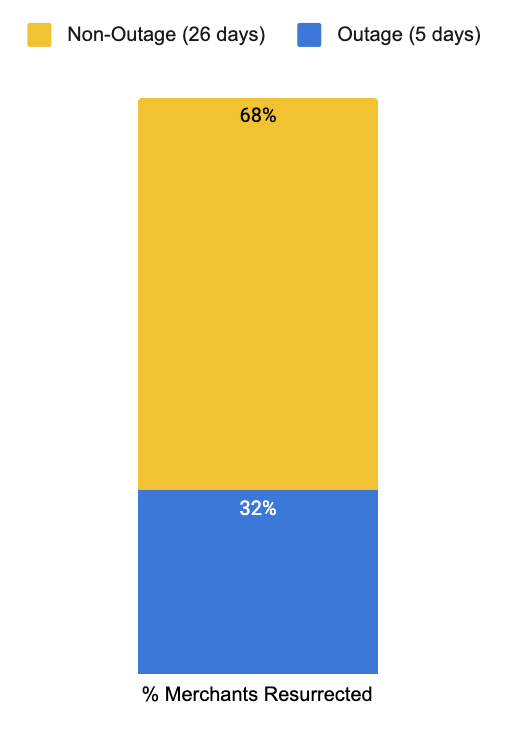 Non-Outage (26 days) Outage (5 days)
68%
32%
% Merchants Resurrected